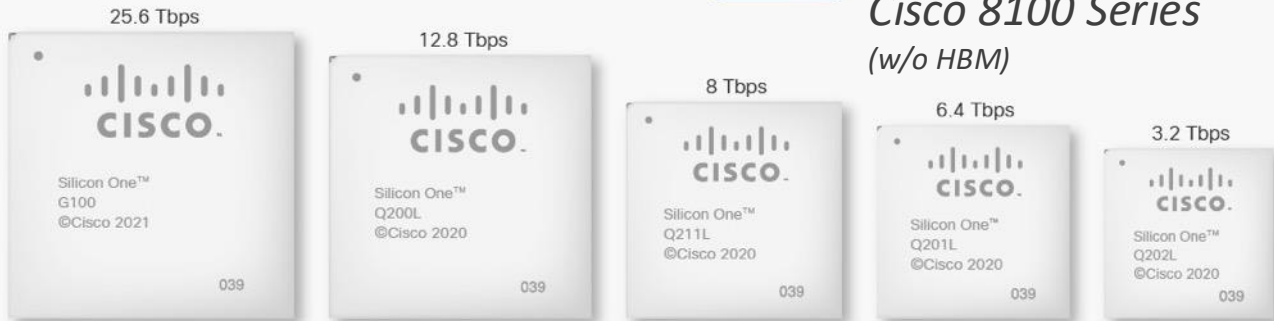 Cisco 8100 Series
(w/o HBM)
25.6 Tbps
CISCO.
Silicon One™
G100
©Cisco 2021
039
12.8 Tbps
CISCO.
Silicon One™
Q200L
©Cisco 2020
039
8 Tbps
CISCO.
Silicon One™
Q211L
©Cisco 2020
039
6.4 Tbps
CISCO.
Silicon One™
Q201L
©Cisco 2020
039
3.2 Tbps
CISCO.
Silicon One™
Q202L
©Cisco 2020
039